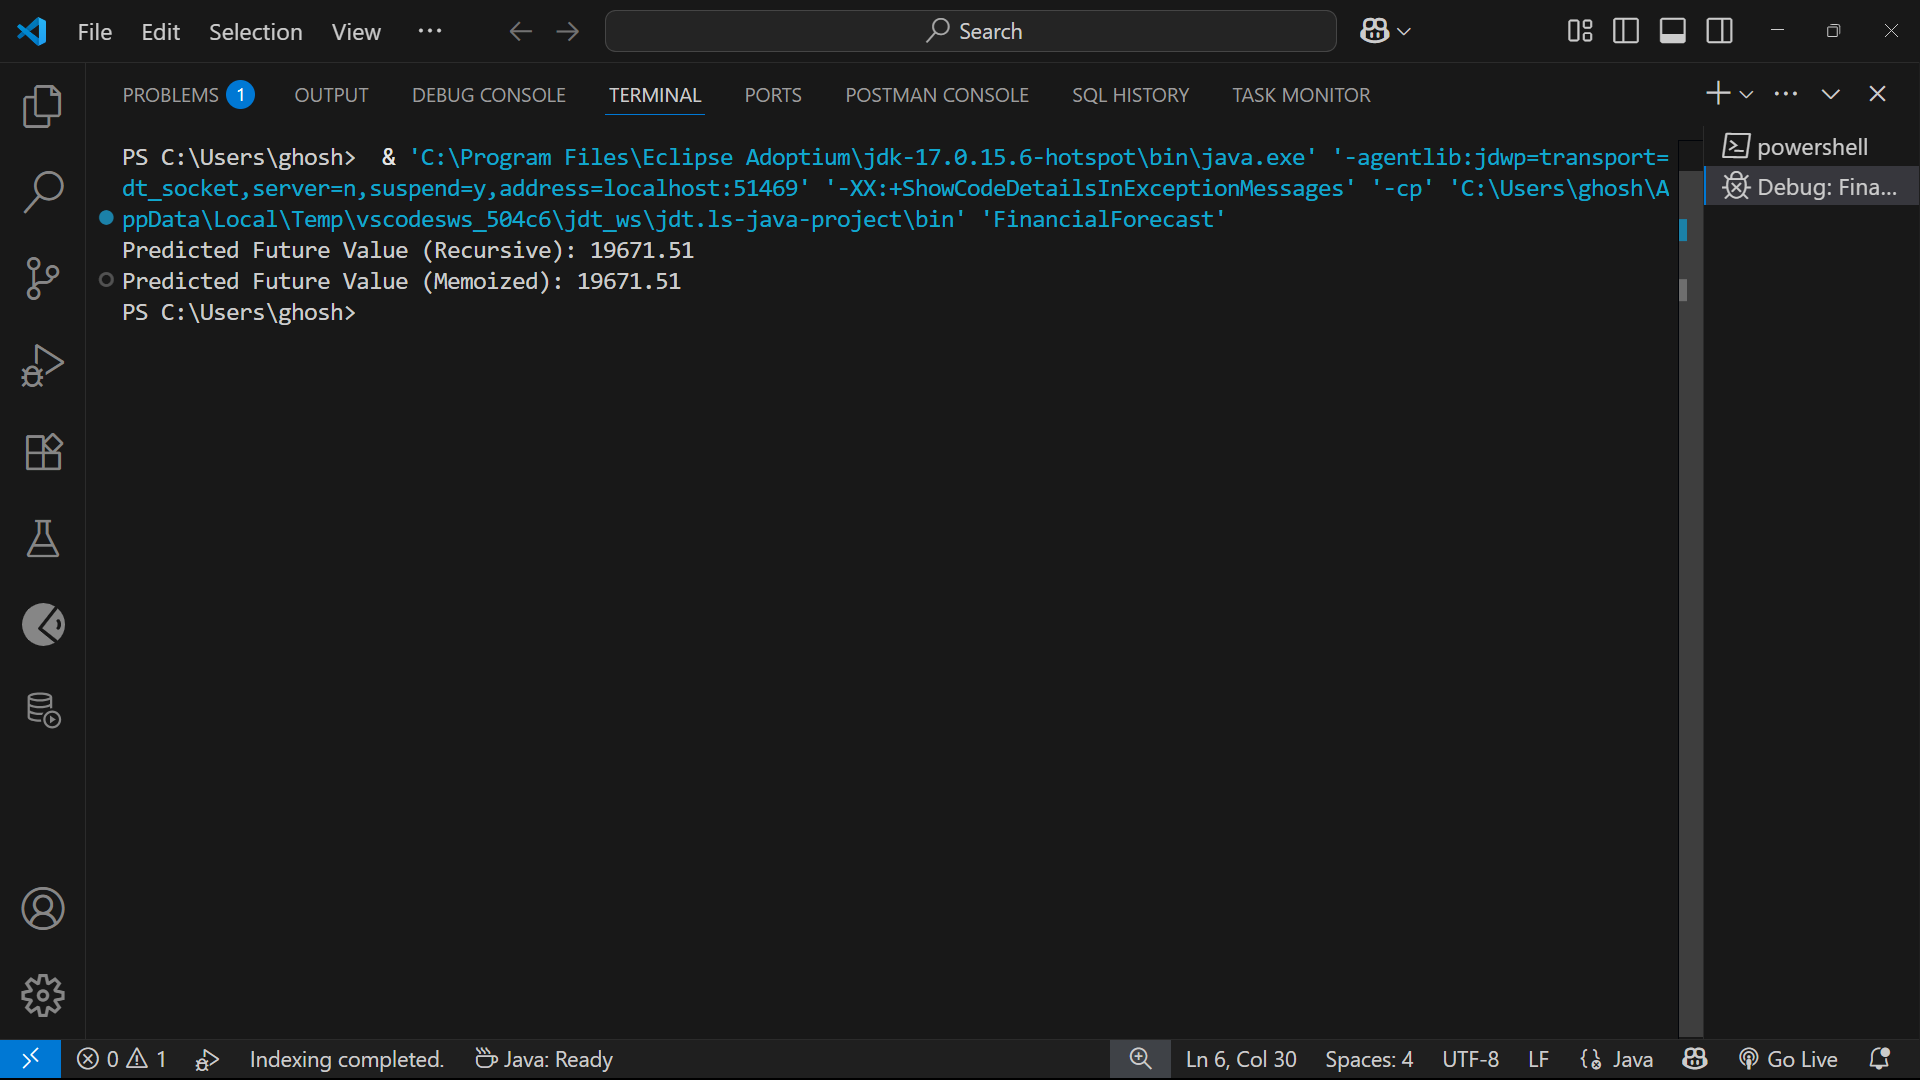 File Edit Selection View ··· Search
PROBLEMS 1 OUTPUT DEBUG CONSOLE TERMINAL PORTS POSTMAN CONSOLE SQL HISTORY TASK MONITOR
PS C:\Users\ghosh>  & 'C:\Program Files\Eclipse Adoptium\jdk-17.0.15.6-hotspot\bin\java.exe' '-agentlib:jdwp=transport=
dt_socket,server=n,suspend=y,address=localhost:51469' '-XX:+ShowCodeDetailsInExceptionMessages' '-cp' 'C:\Users\ghosh\A
ppData\Local\Temp\vscodesws_504c6\jdt_ws\jdt.ls-java-project\bin' 'FinancialForecast'
Predicted Future Value (Recursive): 19671.51
Predicted Future Value (Memoized): 19671.51
PS C:\Users\ghosh>
powershell
Debug: Fina...
0 1 Indexing completed. Java: Ready Ln 6, Col 30 Spaces: 4 UTF-8 LF Java Go Live